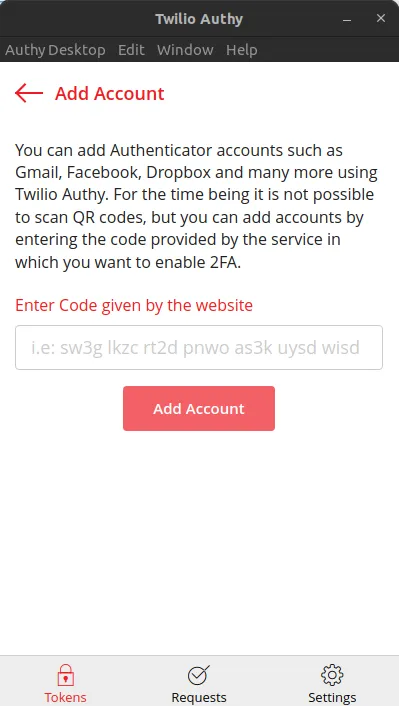 Twilio Authy
Authy Desktop Edit Window Help
Add Account
You can add Authenticator accounts such as
Gmail, Facebook, Dropbox and many more using
Twilio Authy. For the time being it is not possible
to scan QR codes, but you can add accounts by
entering the code provided by the service in
which you want to enable 2FA.
Enter Code given by the website
i.e: sw3g lkzc rt2d pnwo as3k uysd wisd
Add Account
Tokens Requests Settings